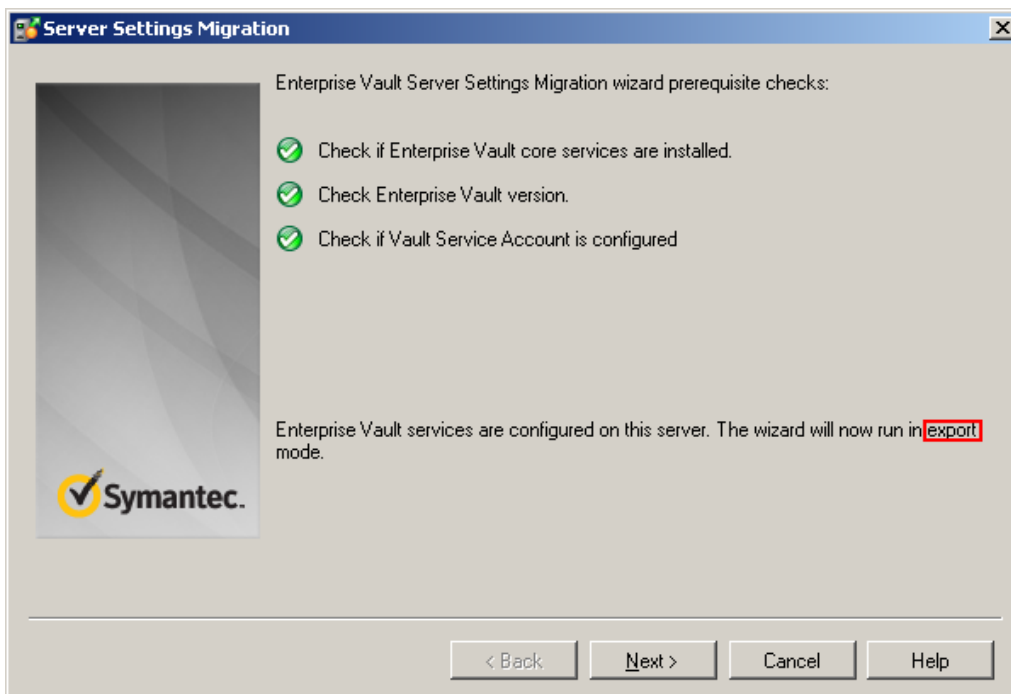 Server Settings Migration
Enterprise Vault Server Settings Migration wizard prerequisite checks:
Check if Enterprise Vault core services are installed.
Check Enterprise Vault version.
Check if Vault Service Account is configured
Enterprise Vault services are configured on this server. The wizard will now run in export
mode.
Symantec.
< Back
Next >
Cancel
Help